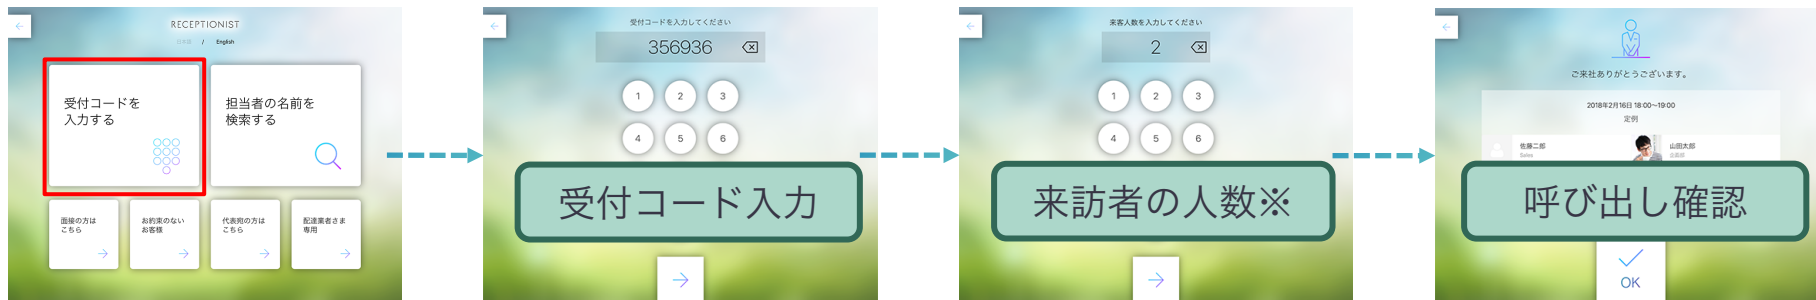 RECEPTIONIST
日本語 / English
受付コードを
入力する
担当者の名前を
検索する
面接の方は
こちら
お約束のない
お客様
代表宛の方は
こちら
配達業者さま
専用
受付コードを入力してください
356936
1 2 3
4 5 6
受付コード入力
来客人数を入力してください
2
1 2 3
4 5 6
来訪者の人数※
ご来社ありがとうございます。
2018年2月16日 18:00~19:00
定例
佐藤二郎
Sales
山田太郎
企画部
呼び出し確認
OK